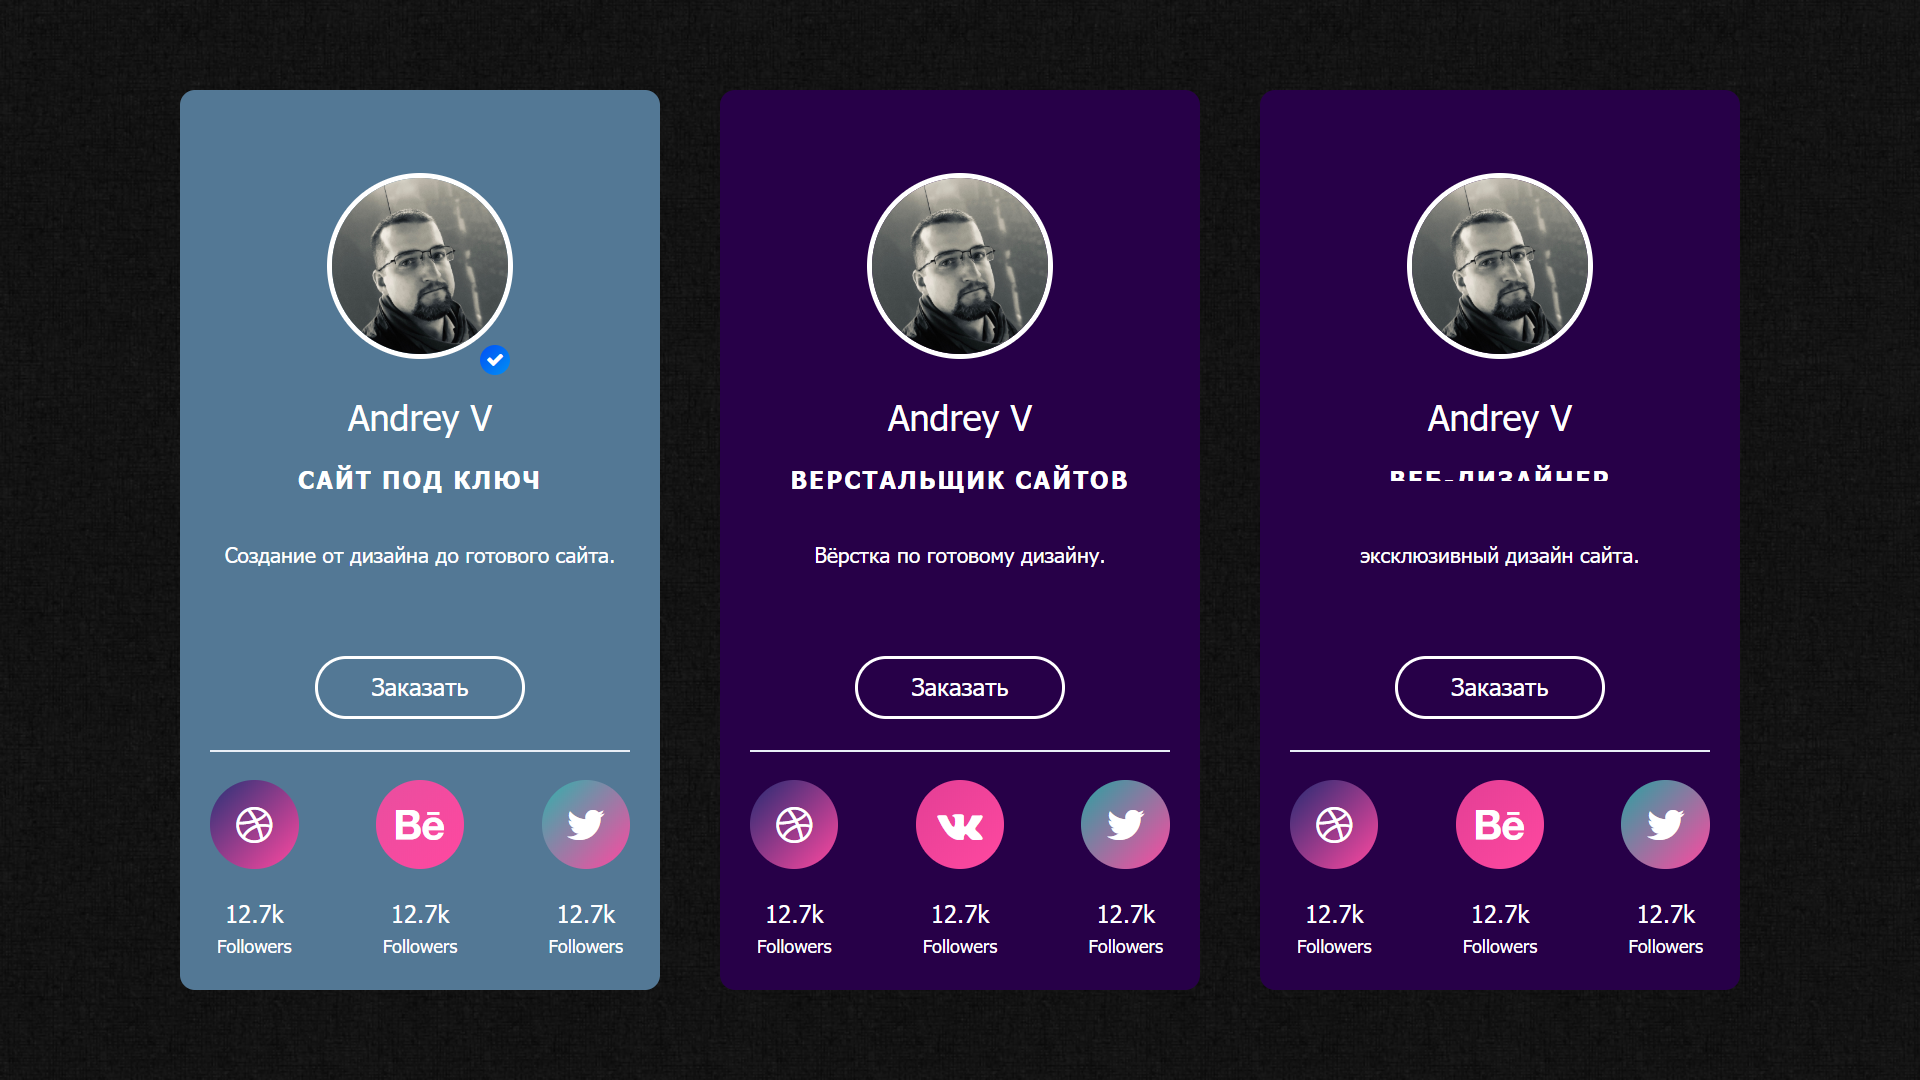 Andrey V
САЙТ ПОД КЛЮЧ
Создание от дизайна до готового сайта.
Заказать
Bē
12.7k
Followers
12.7k
Followers
12.7k
Followers
Andrey V
ВЕРСТАЛЬЩИК САЙТОВ
Вёрстка по готовому дизайну.
Заказать
12.7k
Followers
12.7k
Followers
12.7k
Followers
Andrey V
ВЕБ-ДИЗАЙНЕР
эксклюзивный дизайн сайта.
Заказать
Bē
12.7k
Followers
12.7k
Followers
12.7k
Followers